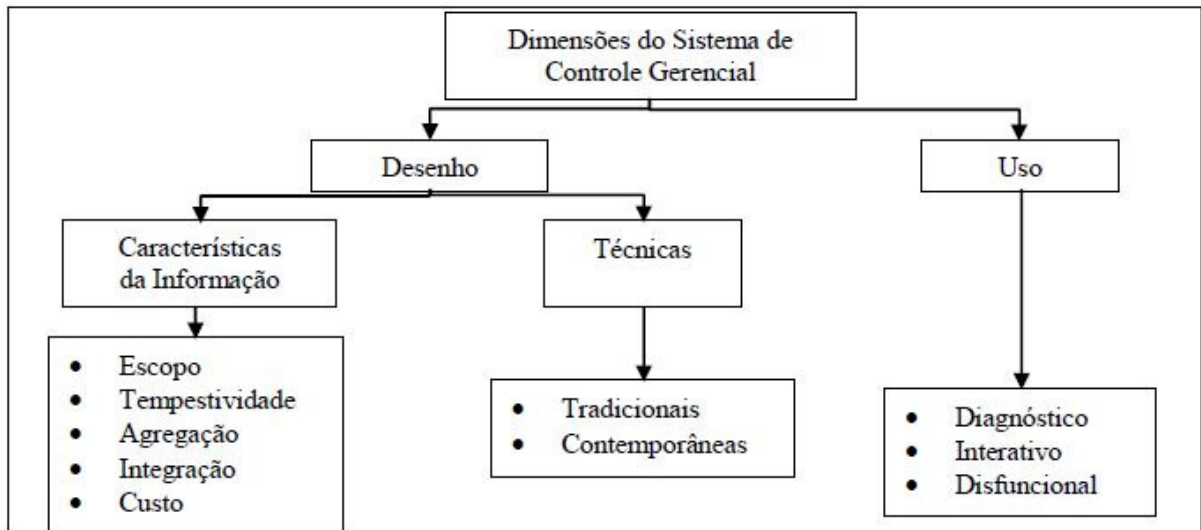 Dimensões do Sistema de
Controle Gerencial
Desenho
Uso
Características
da Informação
Técnicas
• Escopo
• Tempestividade
• Agregação
• Integração
• Custo
• Tradicionais
• Contemporâneas
• Diagnóstico
• Interativo
• Disfuncional